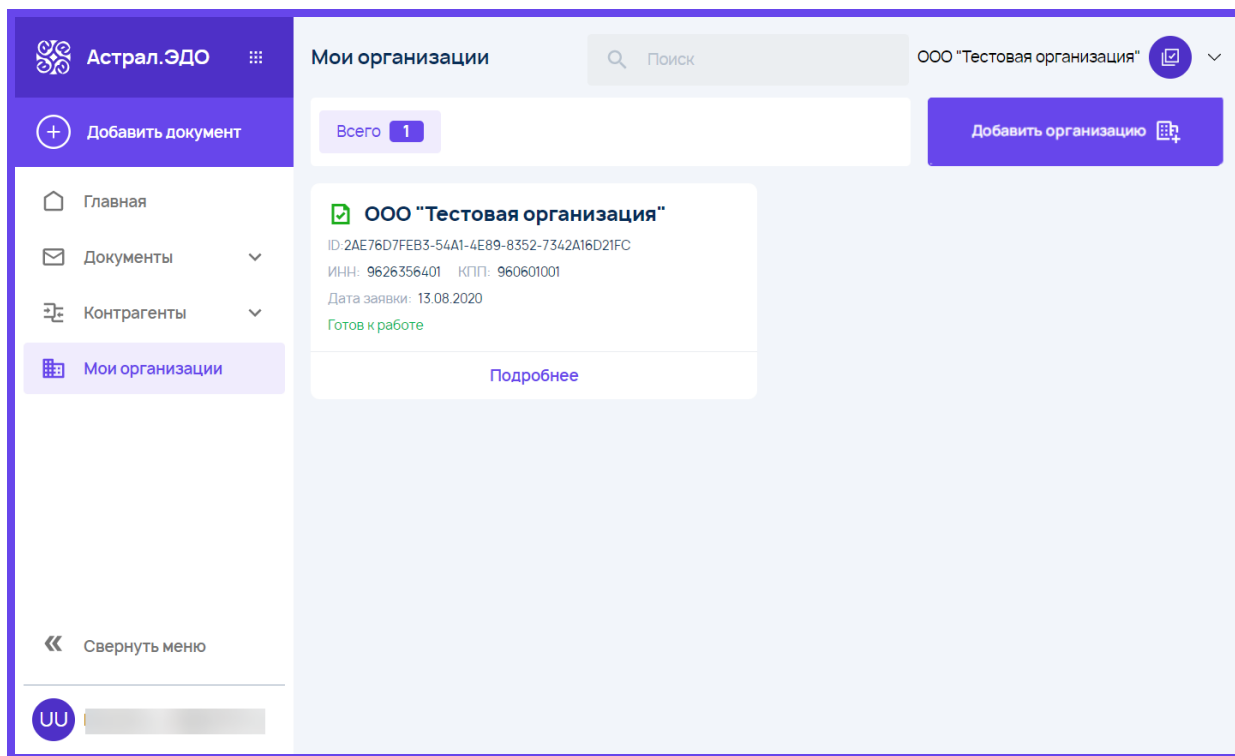 Астрал.ЭДО
Добавить документ
Главная
Документы
Контрагенты
Мои организации
Свернуть меню
UU
Мои организации
Поиск
ООО "Тестовая организация"
Всего 1
Добавить организацию
ООО "Тестовая организация"
ID:2AE76D7FEB3-54A1-4E89-8352-7342A16D21FC
ИНН: 9626356401 КПП: 960601001
Дата заявки: 13.08.2020
Готов к работе
Подробнее